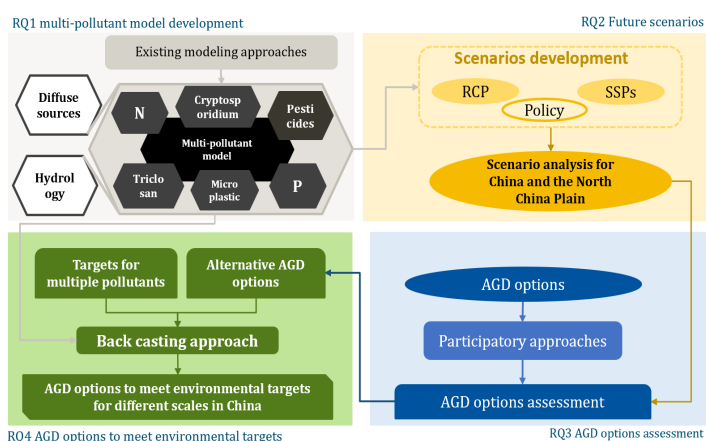 RQ1 multi-pollutant model development
Existing modeling approaches
Diffuse
sources
Hydrol
ogy
N
Cryptosp
oridium
Pesti
cides
Multi-pollutant
model
Triclo
san
Micro
plastic
P
RQ2 Future scenarios
Scenarios development
RCP
SSPs
Policy
Scenario analysis for
China and the North
China Plain
Targets for
multiple pollutants
Alternative AGD
options
Back casting approach
AGD options to meet environmental targets
for different scales in China
RQ4 AGD options to meet environmental targets
AGD options
Participatory approaches
AGD options assessment
RQ3 AGD options assessment